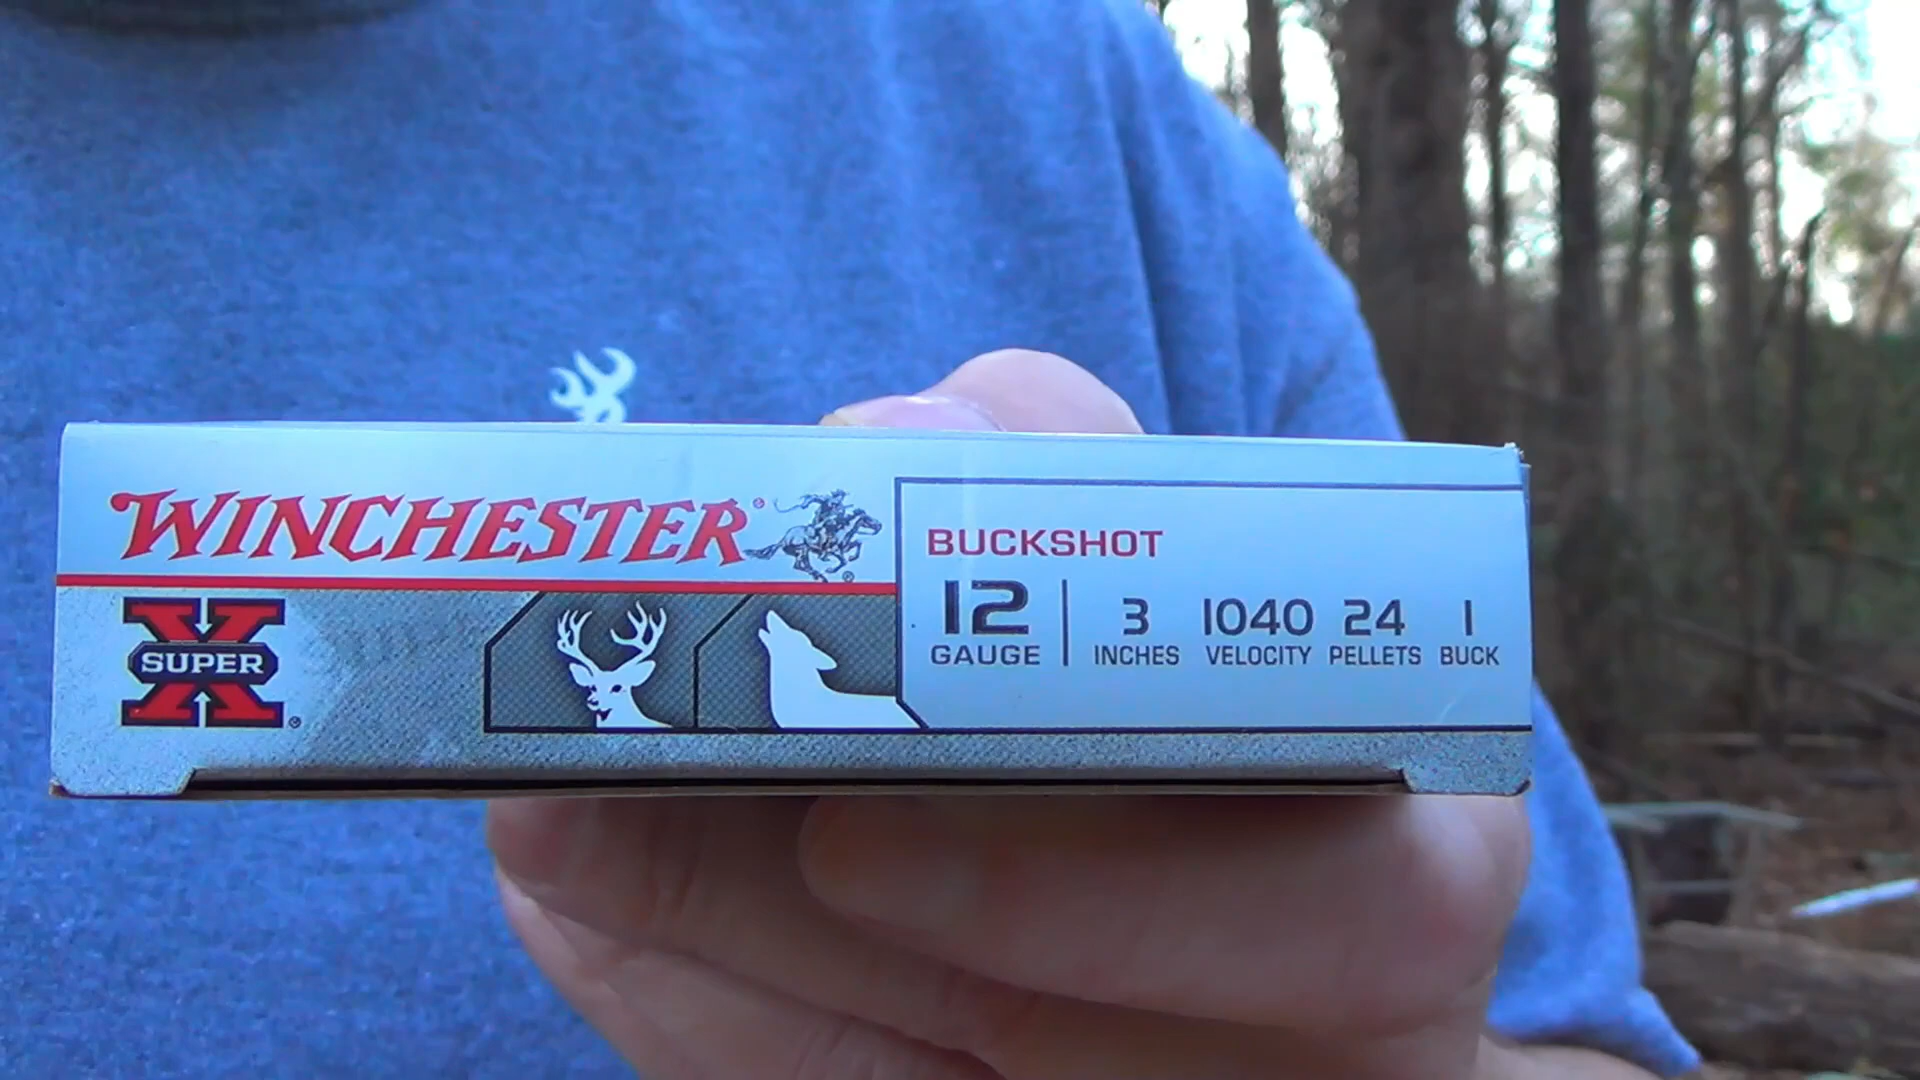 WINCHESTER®
SUPER X®
BUCKSHOT
12 GAUGE
3 INCHES
1040 VELOCITY
24 PELLETS
1 BUCK